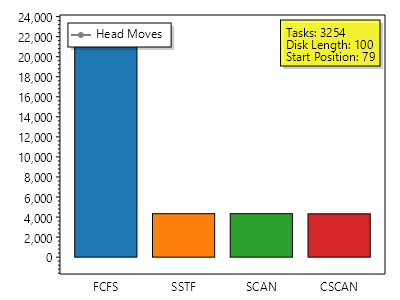 24,000
22,000
20,000
18,000
16,000
14,000
12,000
10,000
8,000
6,000
4,000
2,000
0
Head Moves
Tasks: 3254
Disk Length: 100
Start Position: 79
FCFS
SSTF
SCAN
CSCAN